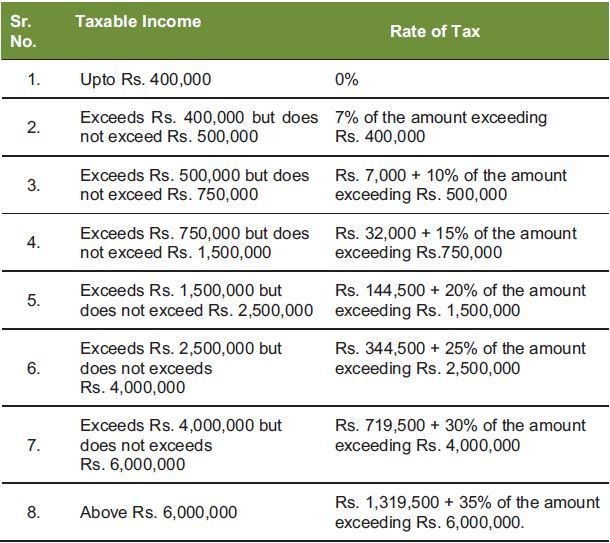 Sr. No. Taxable Income Rate of Tax
1. Upto Rs. 400,000 0%
2. Exceeds Rs. 400,000 but does 7% of the amount exceeding
not exceed Rs. 500,000 Rs. 400,000
3. Exceeds Rs. 500,000 but does Rs. 7,000 + 10% of the amount
not exceed Rs. 750,000 exceeding Rs. 500,000
4. Exceeds Rs. 750,000 but does Rs. 32,000 + 15% of the amount
not exceed Rs. 1,500,000 exceeding Rs.750,000
5. Exceeds Rs. 1,500,000 but Rs. 144,500 + 20% of the amount
does not exceed Rs. 2,500,000 exceeding Rs. 1,500,000
6. Exceeds Rs. 2,500,000 but Rs. 344,500 + 25% of the amount
does not exceeds exceeding Rs. 2,500,000
Rs. 4,000,000
7. Exceeds Rs. 4,000,000 but Rs. 719,500 + 30% of the amount
does not exceeds exceeding Rs. 4,000,000
Rs. 6,000,000
8. Above Rs. 6,000,000 Rs. 1,319,500 + 35% of the amount
exceeding Rs. 6,000,000.